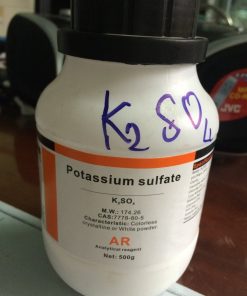 K₂SO₄
Potassium sulfate
K₂SO₄
M.W.: 174.26
CAS:7778-80-5
Characteristic: Colorless
crystalline or White powder
AR
Analytical reagent
Net: 500g
JVC